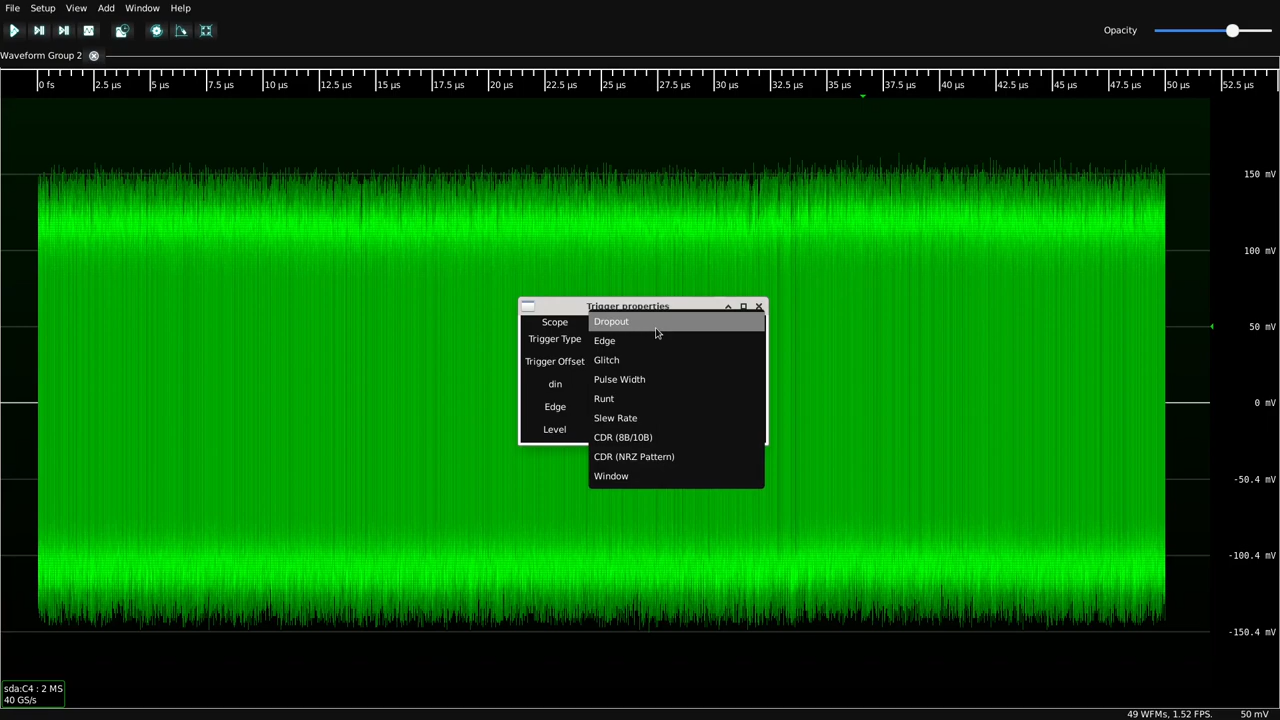 File Setup View Add Window Help
Opacity
Waveform Group 2
0 fs 2.5 µs 5 µs 7.5 µs 10 µs 12.5 µs 15 µs 17.5 µs 20 µs 22.5 µs 25 µs 27.5 µs 30 µs 32.5 µs 35 µs 37.5 µs 40 µs 42.5 µs 45 µs 47.5 µs 50 µs 52.5 µs
150 mV
100 mV
50 mV
0 mV
-50.4 mV
-100.4 mV
-150.4 mV
Trigger properties
Scope
Trigger Type
Trigger Offset
din
Edge
Level
Dropout
Edge
Glitch
Pulse Width
Runt
Slew Rate
CDR (8B/10B)
CDR (NRZ Pattern)
Window
sda:C4 : 2 MS
40 GS/s
49 WFMs, 1.52 FPS. 50 mV